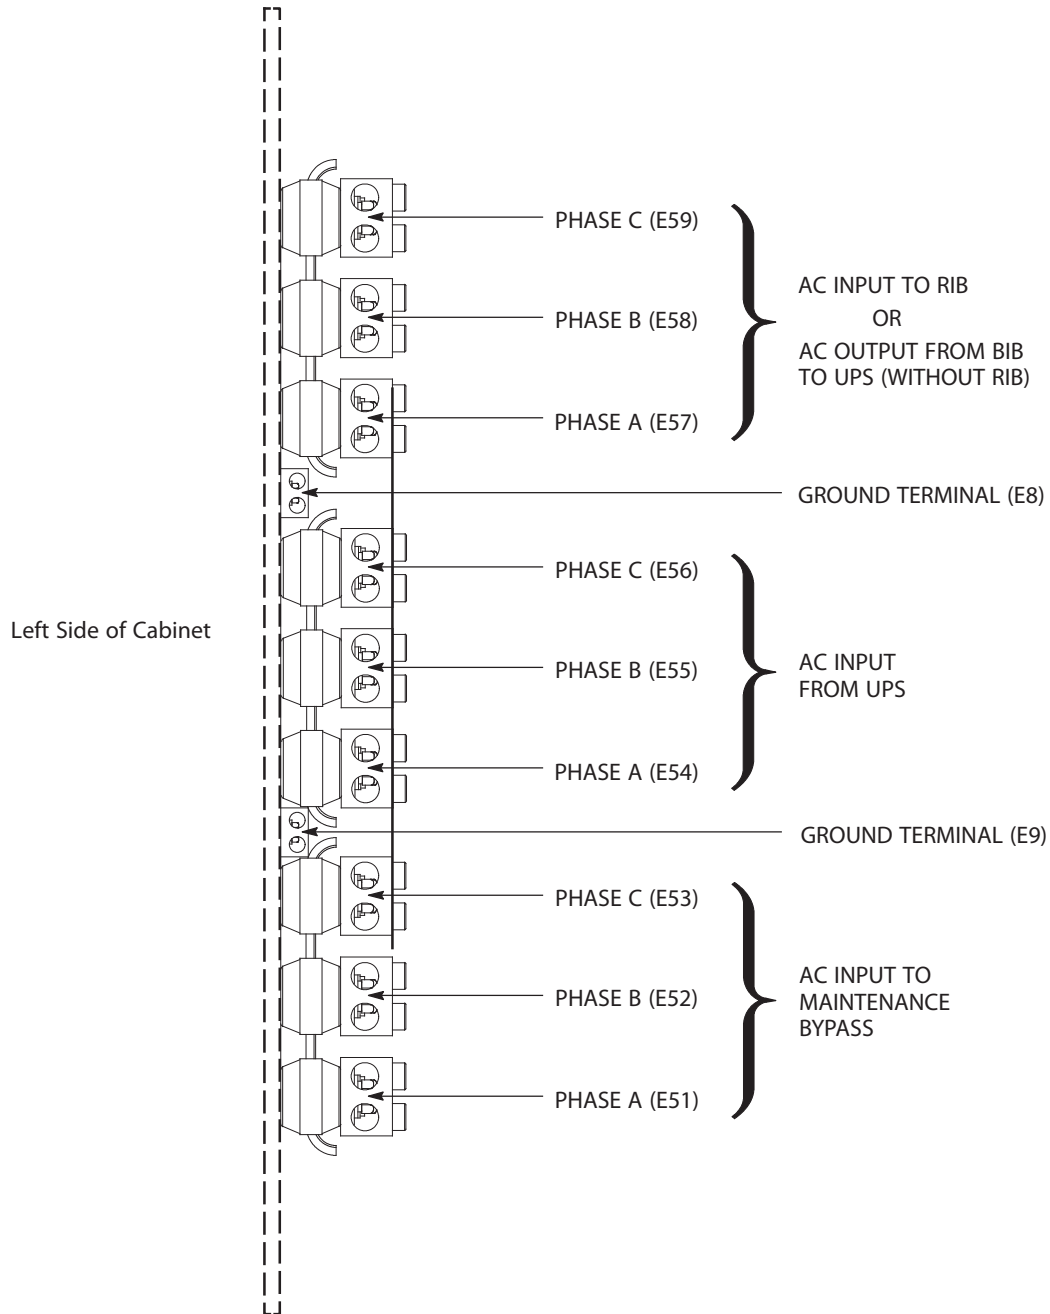 PHASE C (E59)
PHASE B (E58)
PHASE A (E57)
AC INPUT TO RIB
OR
AC OUTPUT FROM BIB
TO UPS (WITHOUT RIB)
GROUND TERMINAL (E8)
Left Side of Cabinet
PHASE C (E56)
PHASE B (E55)
PHASE A (E54)
AC INPUT
FROM UPS
GROUND TERMINAL (E9)
PHASE C (E53)
PHASE B (E52)
PHASE A (E51)
AC INPUT TO
MAINTENANCE
BYPASS